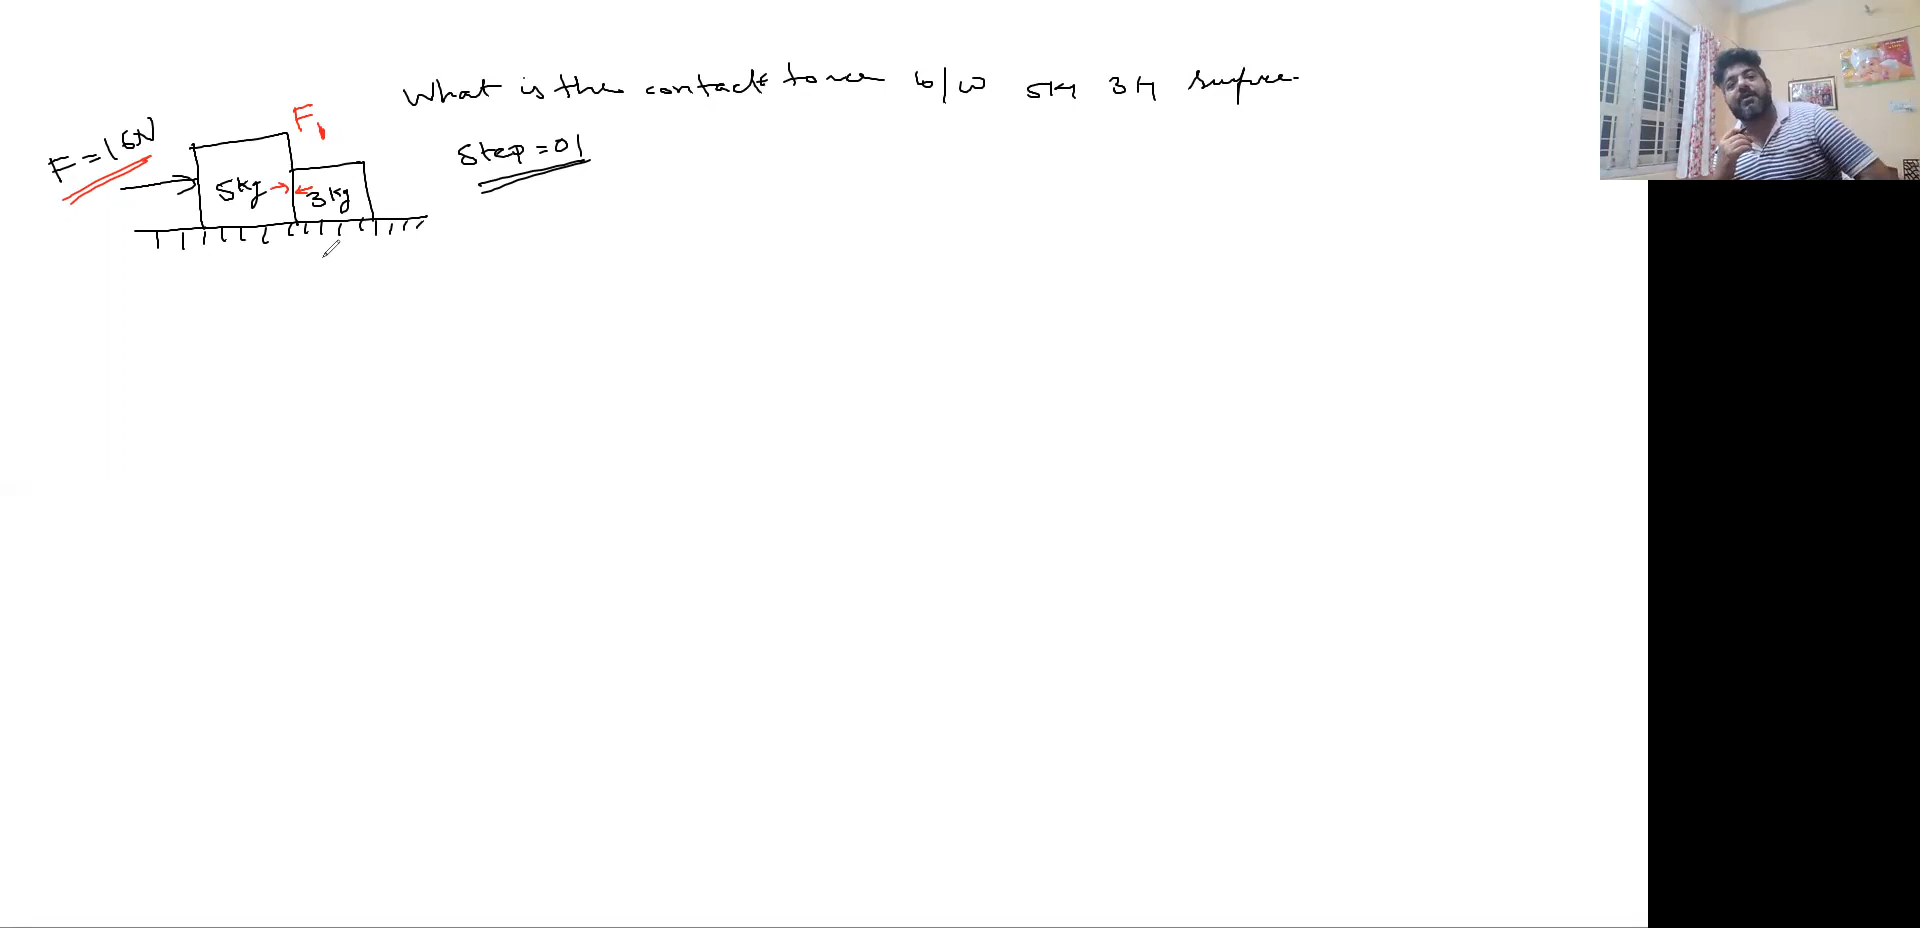 What is the contact force b/w 5kg 3kg surface
F = 16N
F1
Step = 01
5kg
3kg